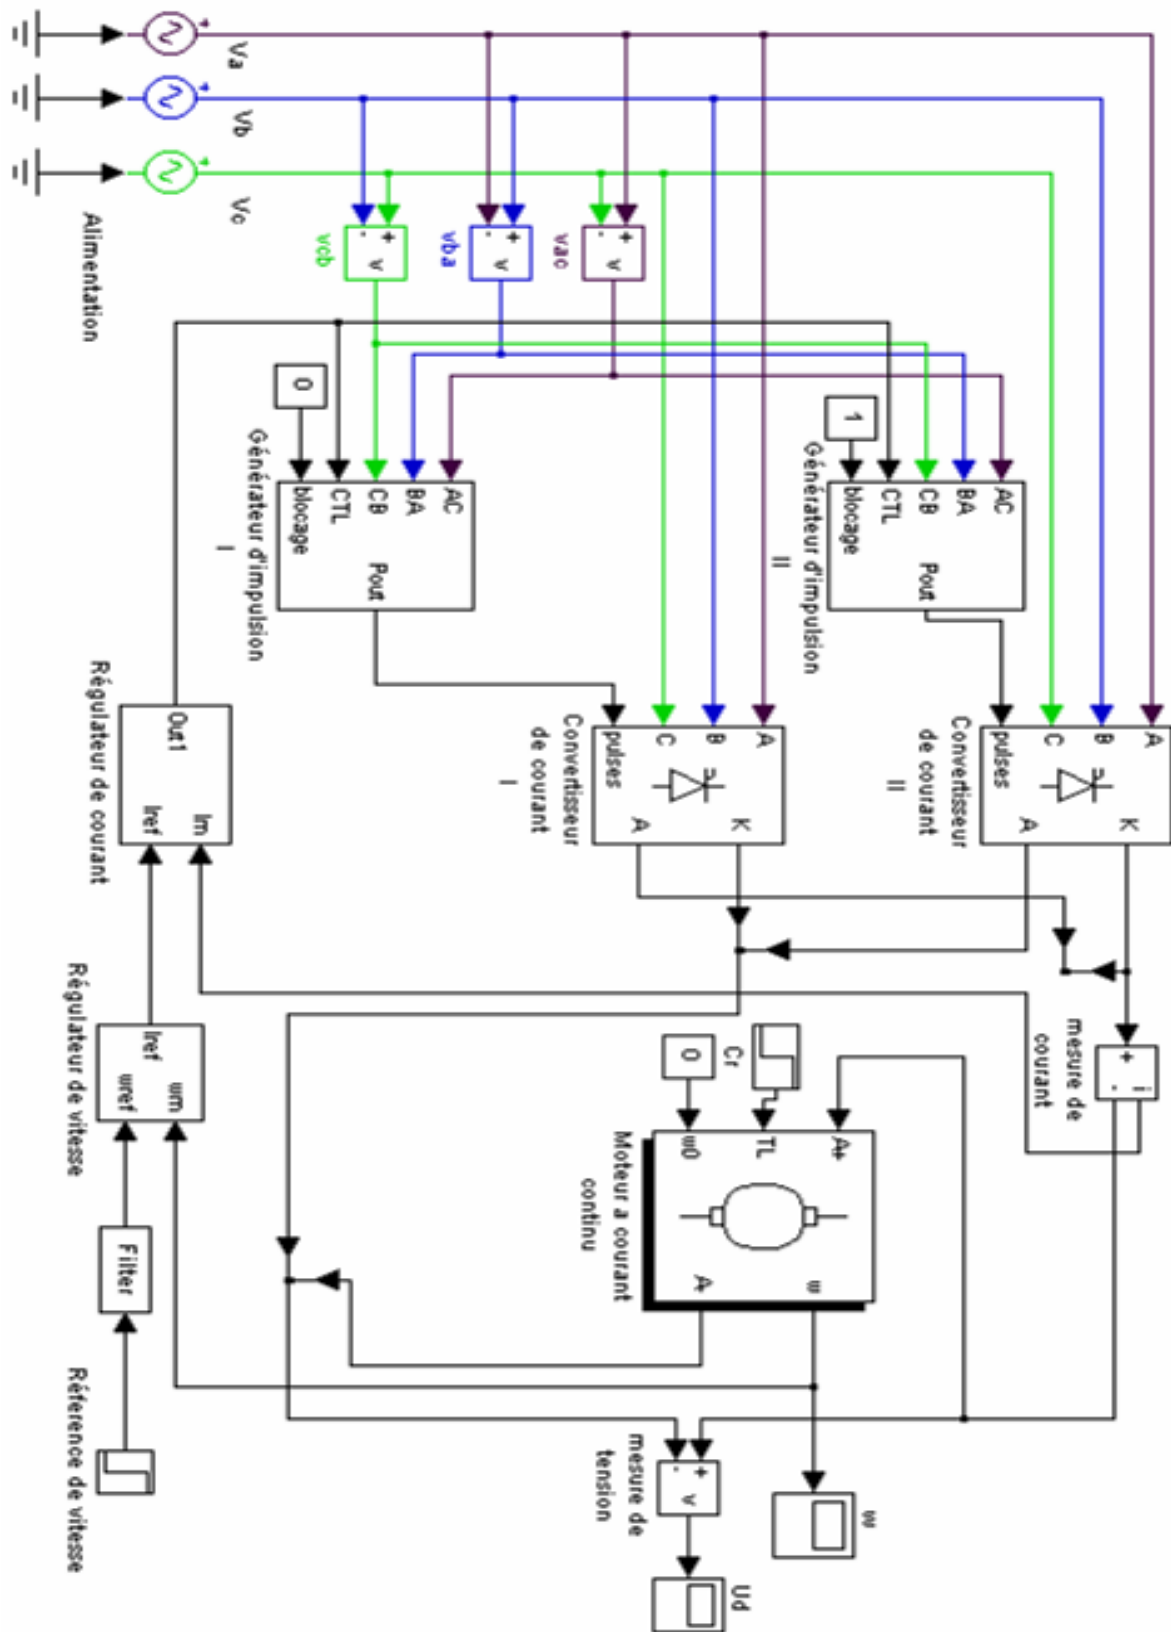 Va
Vb
Vc
Alimentation
+
-
v
vcb
+
-
v
vba
+
-
v
vac
0
blocage
CTL
CB
BA
AC
Pout
Générateur d'impulsion
I
1
blocage
CTL
CB
BA
AC
Pout
Générateur d'impulsion
II
A
B
C
pulses
K
A
Convertisseur
de courant
I
A
B
C
pulses
K
A
Convertisseur
de courant
II
Out1
Im
Iref
Régulateur de courant
Iref
wm
wref
Régulateur de vitesse
Filter
Réference de vitesse
+
-
i
mesure de
courant
Cr
0
A+
TL
w0
w
A-
Moteur a courant
continu
+
-
v
mesure de
tension
w
Ud